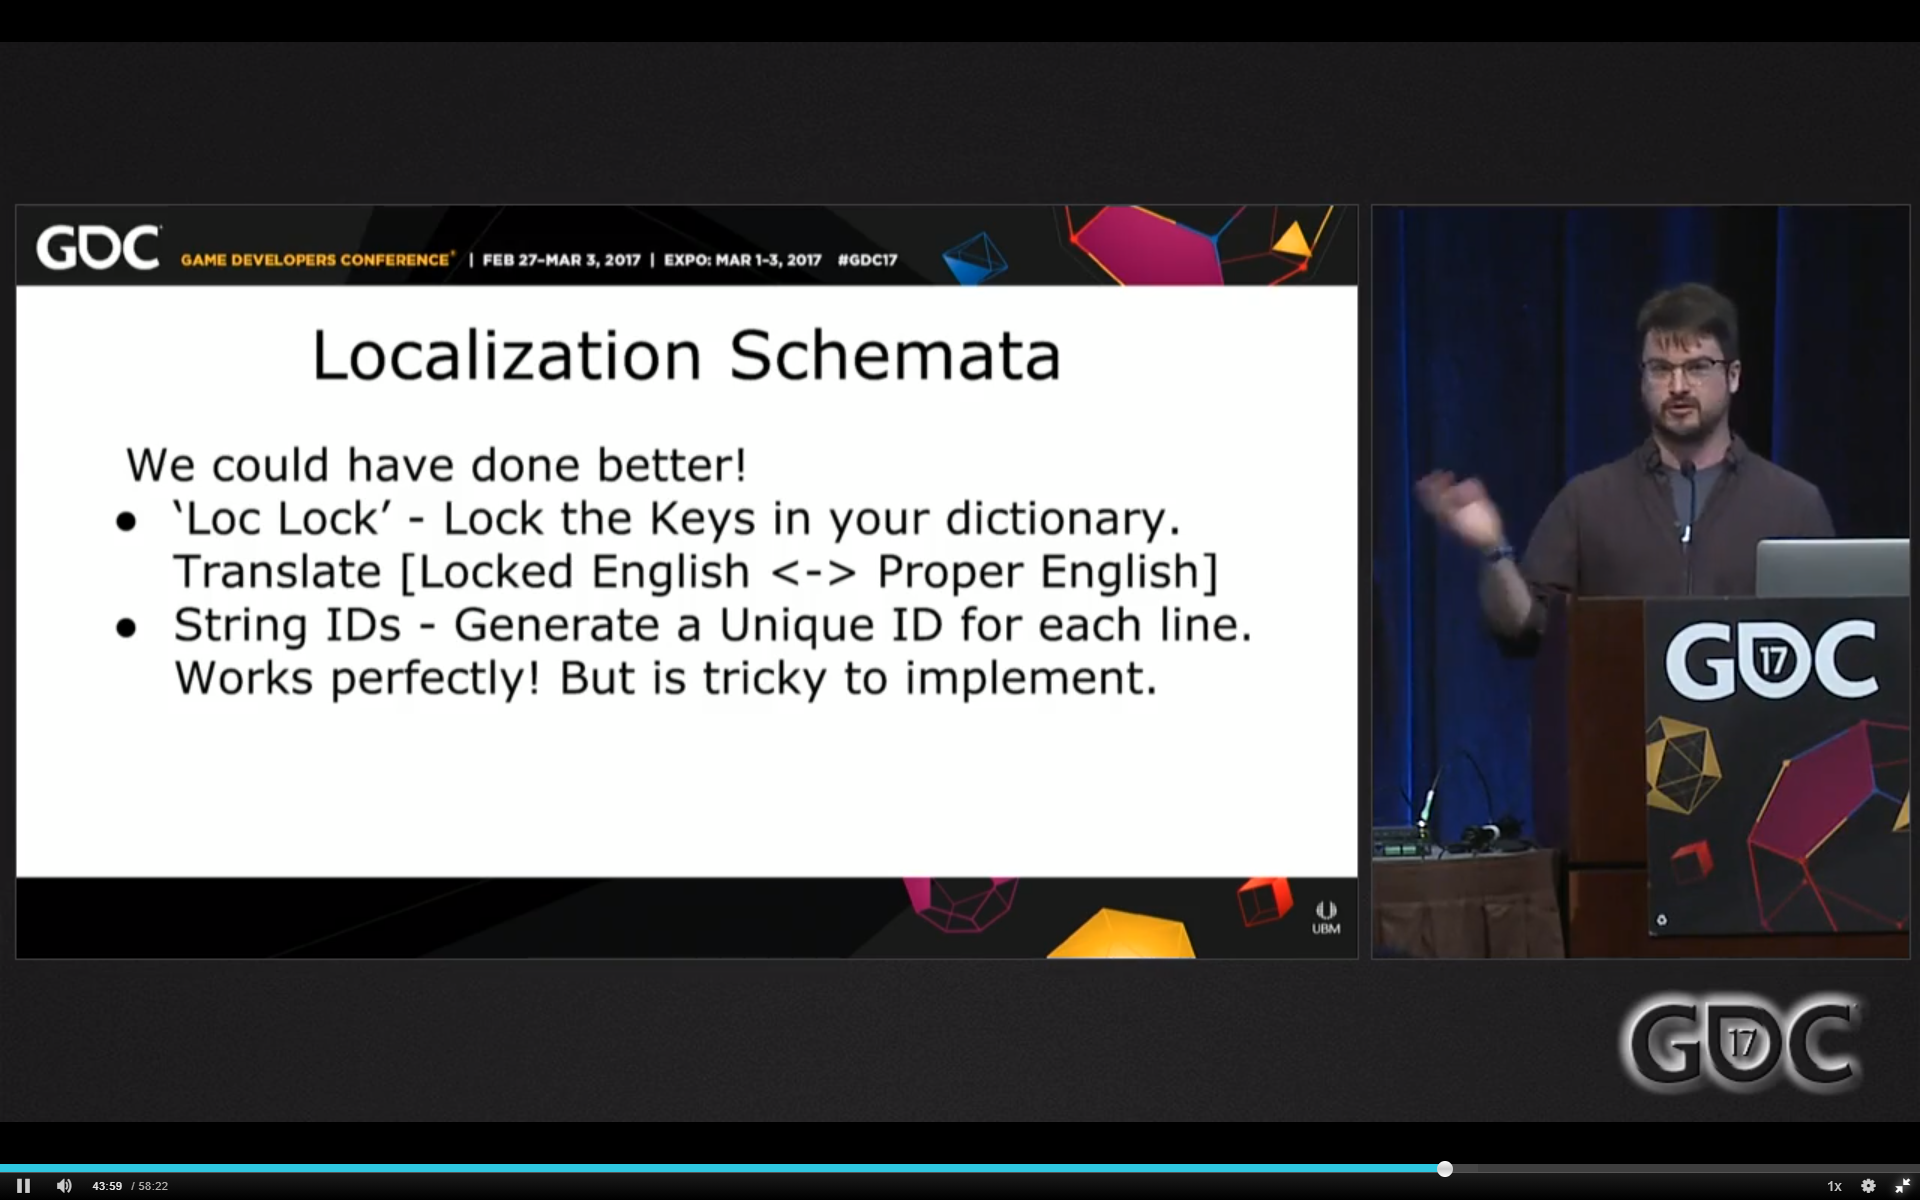 GDC
GAME DEVELOPERS CONFERENCE® | FEB 27–MAR 3, 2017 | EXPO: MAR 1–3, 2017 #GDC17
Localization Schemata
We could have done better!
● ‘Loc Lock’ - Lock the Keys in your dictionary.
Translate [Locked English <-> Proper English]
● String IDs - Generate a Unique ID for each line.
Works perfectly! But is tricky to implement.
UBM
GDC 17
GDC 17
43:59 / 58:22
1x